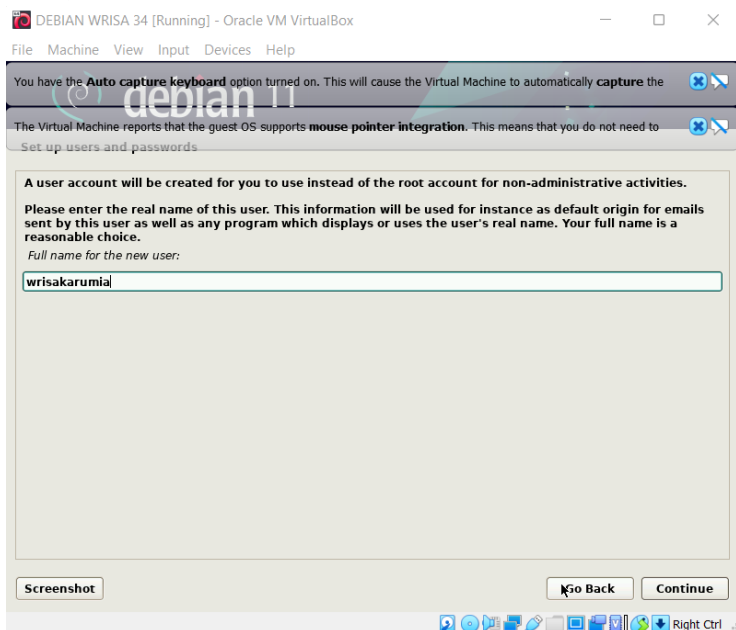 DEBIAN WRISA 34 [Running] - Oracle VM VirtualBox
File Machine View Input Devices Help
You have the Auto capture keyboard option turned on. This will cause the Virtual Machine to automatically capture the
debian 11
The Virtual Machine reports that the guest OS supports mouse pointer integration. This means that you do not need to
Set up users and passwords
A user account will be created for you to use instead of the root account for non-administrative activities.
Please enter the real name of this user. This information will be used for instance as default origin for emails
sent by this user as well as any program which displays or uses the user's real name. Your full name is a
reasonable choice.
Full name for the new user:
wrisakarumia
Screenshot Go Back Continue
Right Ctrl